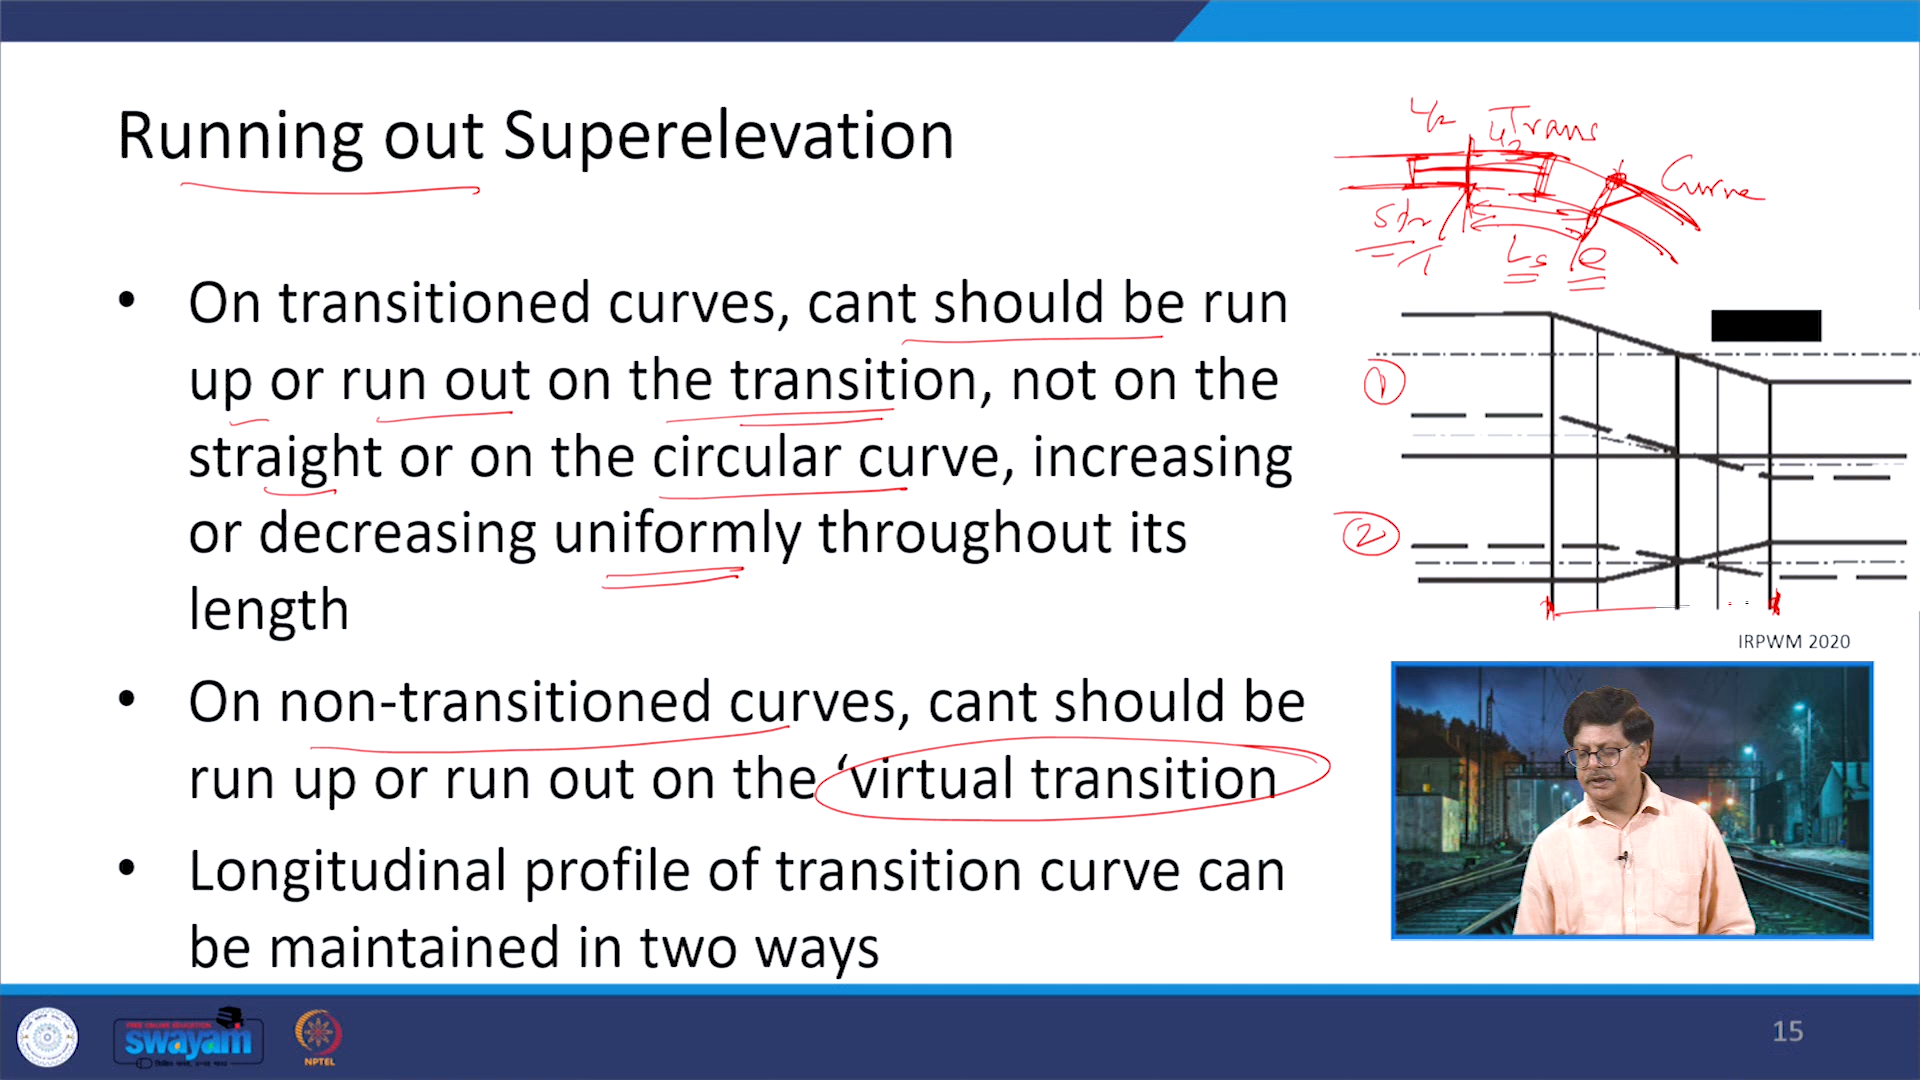 Running out Superelevation
• On transitioned curves, cant should be run
up or run out on the transition, not on the
straight or on the circular curve, increasing
or decreasing uniformly throughout its
length
• On non-transitioned curves, cant should be
run up or run out on the ‘virtual transition
• Longitudinal profile of transition curve can
be maintained in two ways
Trans
Curve
Str
Ls
e
1
2
IRPWM 2020
FREE ONLINE EDUCATION
swayam
NPTEL
15